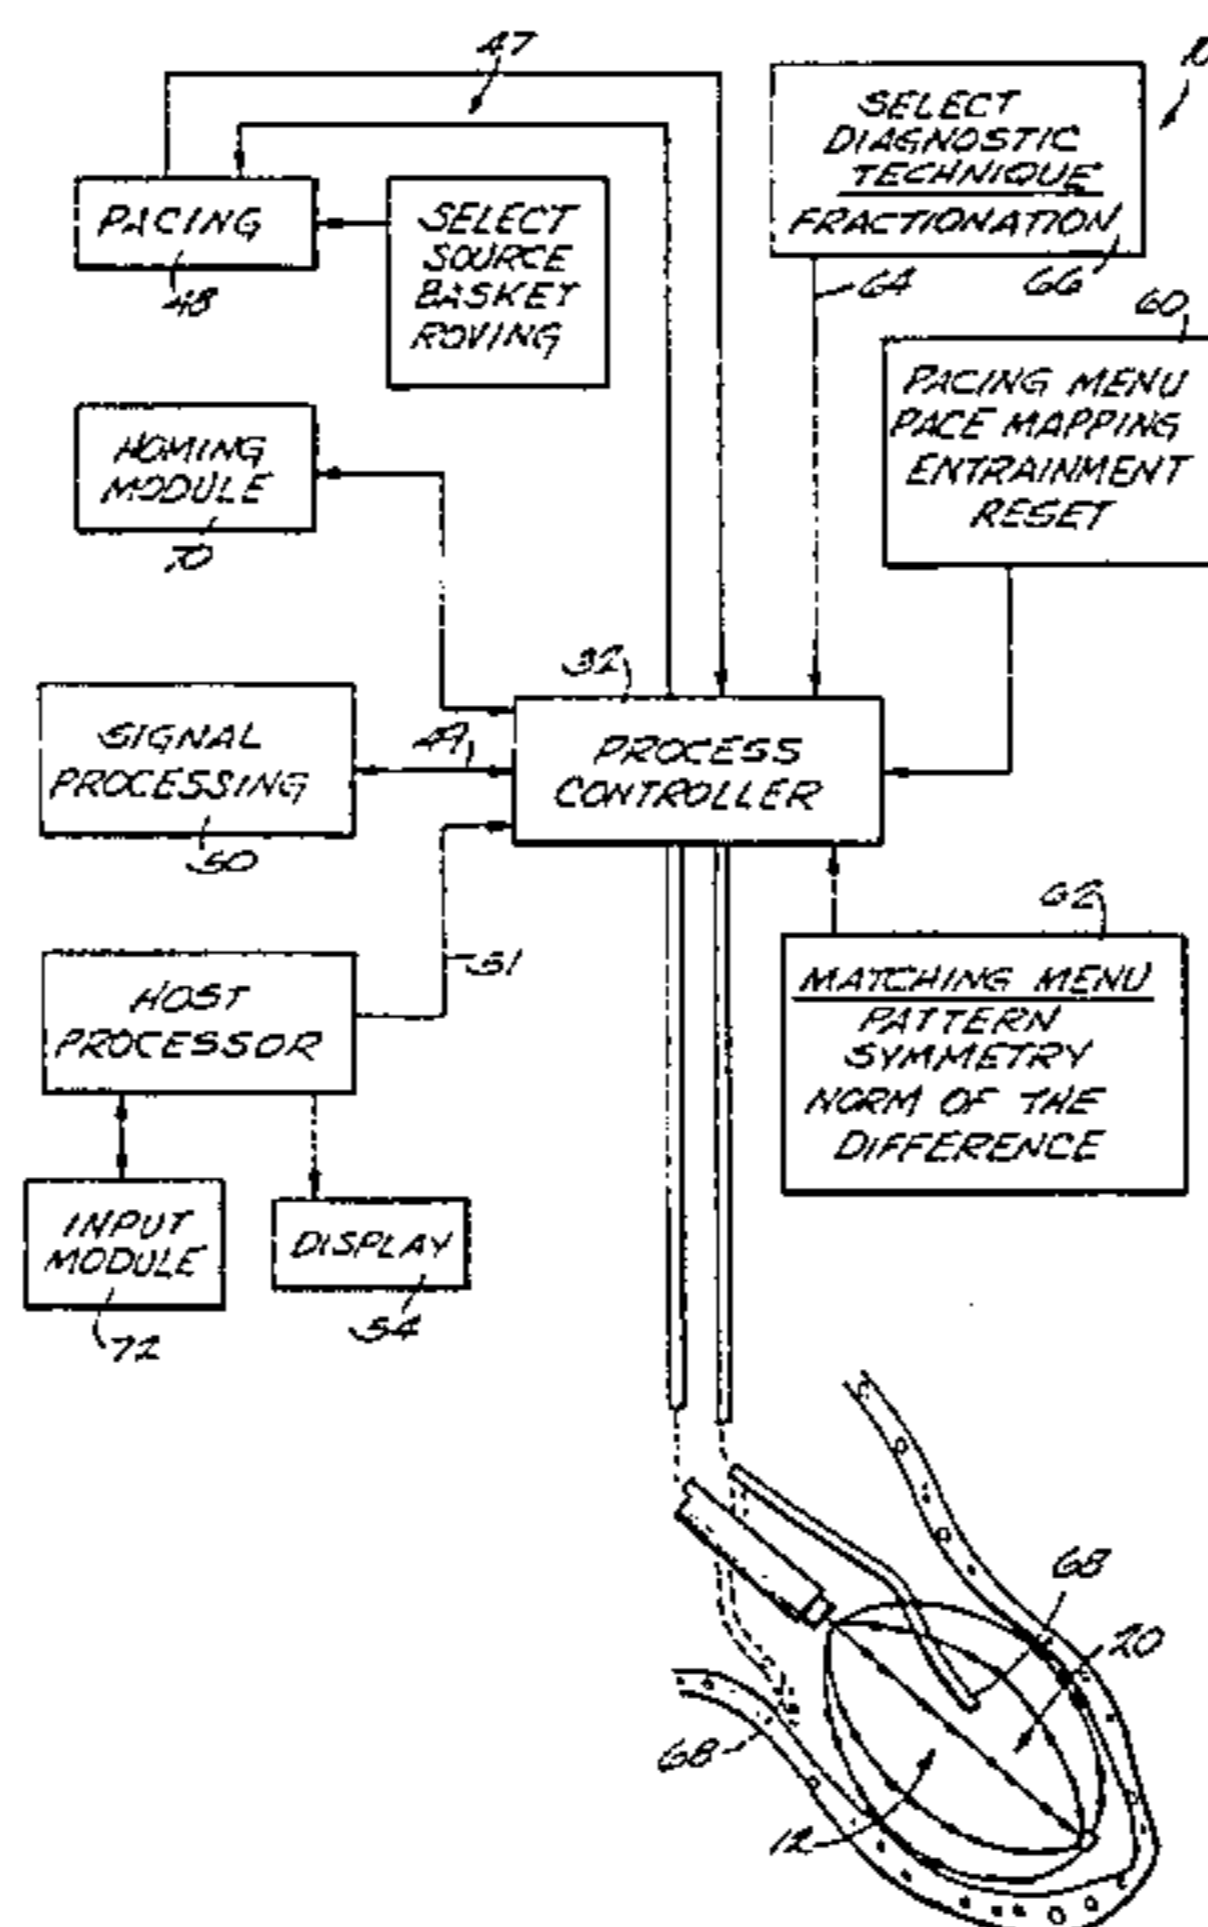 47
10
SELECT
DIAGNOSTIC
TECHNIQUE
FRACTIONATION
66
64
PACING
48
SELECT
SOURCE
BASKET
ROVING
60
PACING MENU
PACE MAPPING
ENTRAINMENT
RESET
HOMING
MODULE
70
32
PROCESS
CONTROLLER
SIGNAL
PROCESSING
50
49
51
HOST
PROCESSOR
62
MATCHING MENU
PATTERN
SYMMETRY
NORM OF THE
DIFFERENCE
INPUT
MODULE
72
DISPLAY
54
68
20
68
12